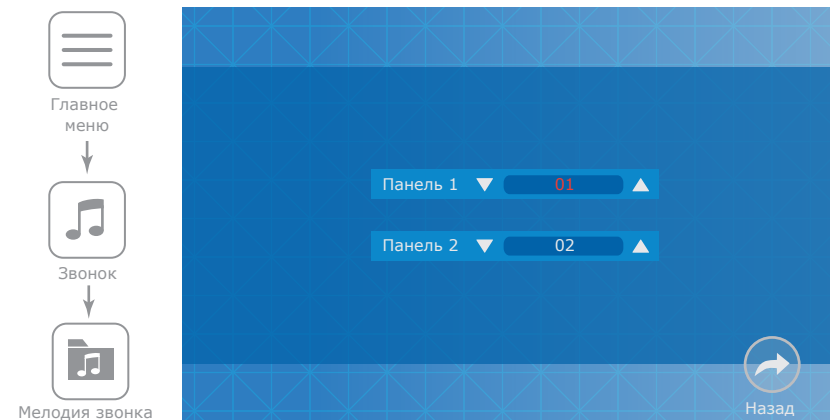 Главное
меню
Звонок
Мелодия звонка
Панель 1 01
Панель 2 02
Назад